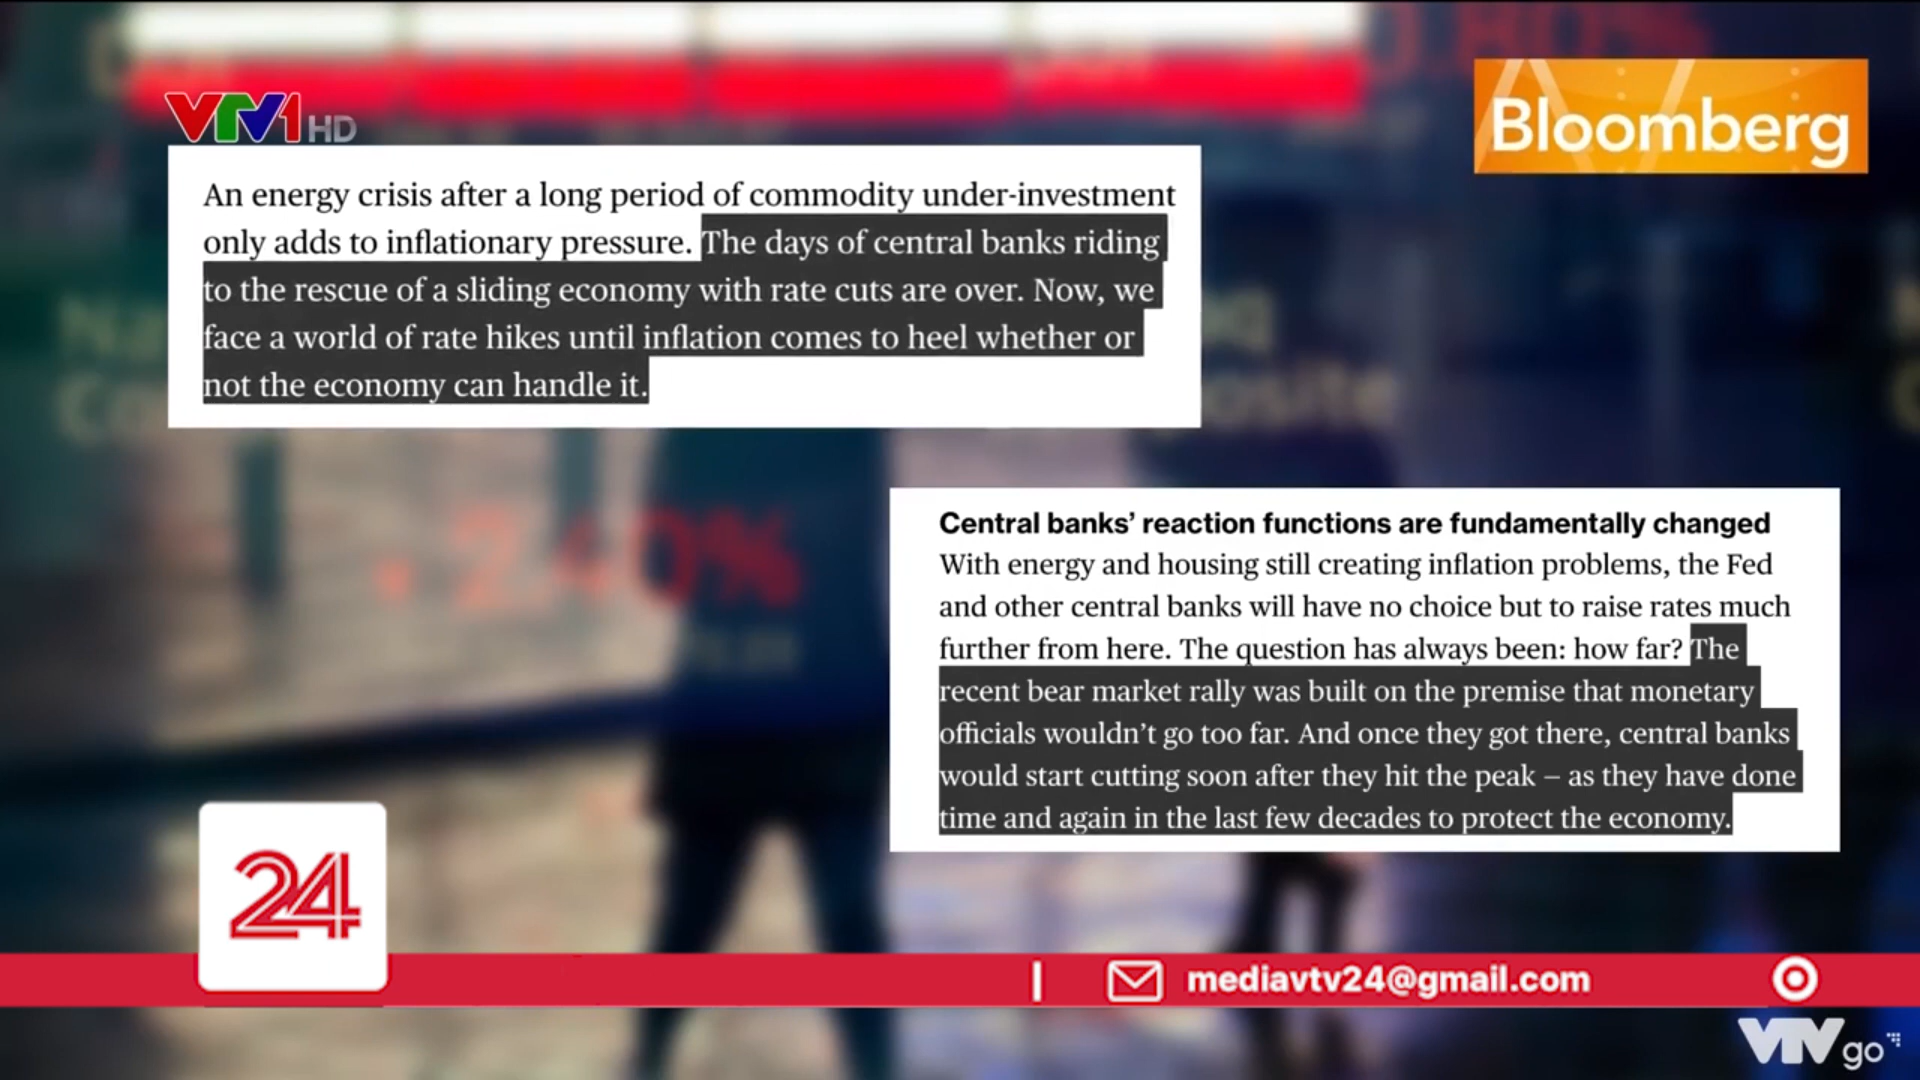 0.80%
VTV1 HD
Bloomberg
An energy crisis after a long period of commodity under-investment
only adds to inflationary pressure. The days of central banks riding
to the rescue of a sliding economy with rate cuts are over. Now, we
face a world of rate hikes until inflation comes to heel whether or
not the economy can handle it.
2.40%
Central banks’ reaction functions are fundamentally changed
With energy and housing still creating inflation problems, the Fed
and other central banks will have no choice but to raise rates much
further from here. The question has always been: how far? The
recent bear market rally was built on the premise that monetary
officials wouldn’t go too far. And once they got there, central banks
would start cutting soon after they hit the peak – as they have done
time and again in the last few decades to protect the economy.
24
mediavtv24@gmail.com
VTV go